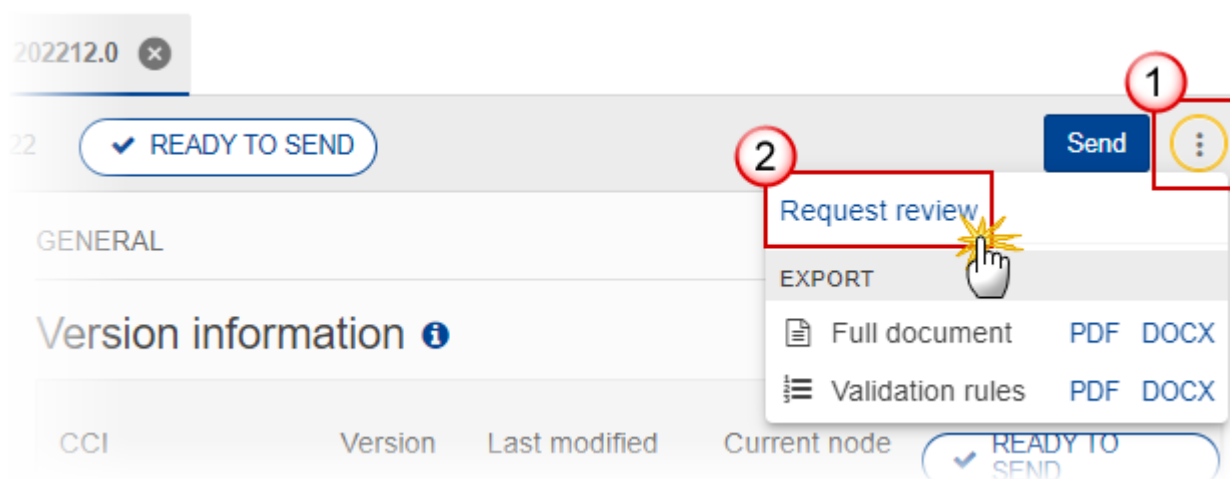 202212.0
1
22 READY TO SEND Send
2
Request review
GENERAL
EXPORT
Version information
Full document PDF DOCX
Validation rules PDF DOCX
CCI Version Last modified Current node READY TO
SEND